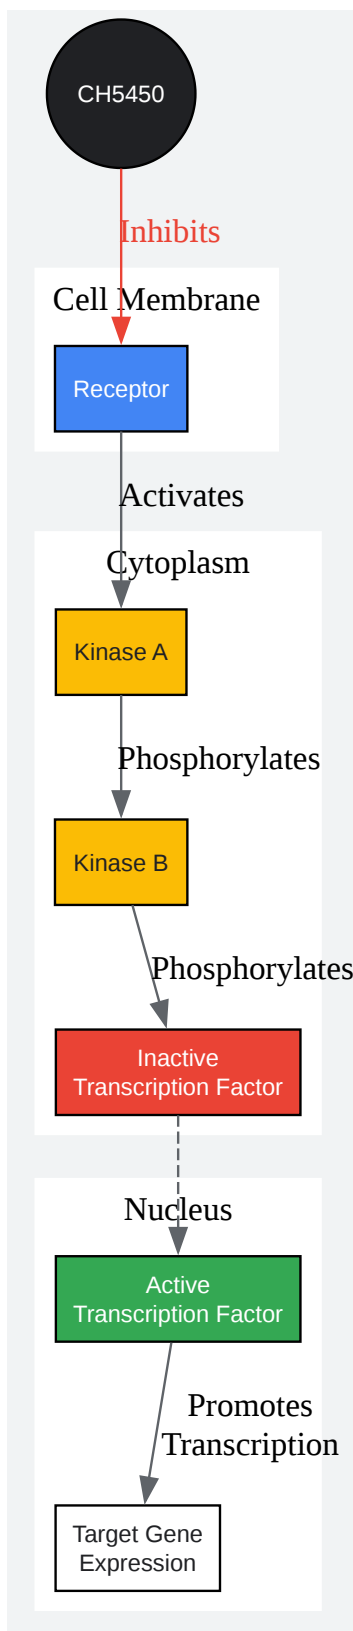 CH5450
Inhibits
Cell Membrane
Receptor
Activates
Cytoplasm
Kinase A
Phosphorylates
Kinase B
Phosphorylates
Inactive
Transcription Factor
Nucleus
Active
Transcription Factor
Promotes
Transcription
Target Gene
Expression